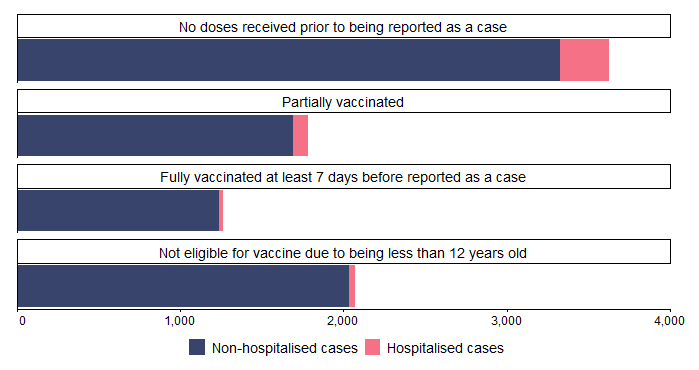 No doses received prior to being reported as a case
Partially vaccinated
Fully vaccinated at least 7 days before reported as a case
Not eligible for vaccine due to being less than 12 years old
0 1,000 2,000 3,000 4,000
Non-hospitalised cases Hospitalised cases